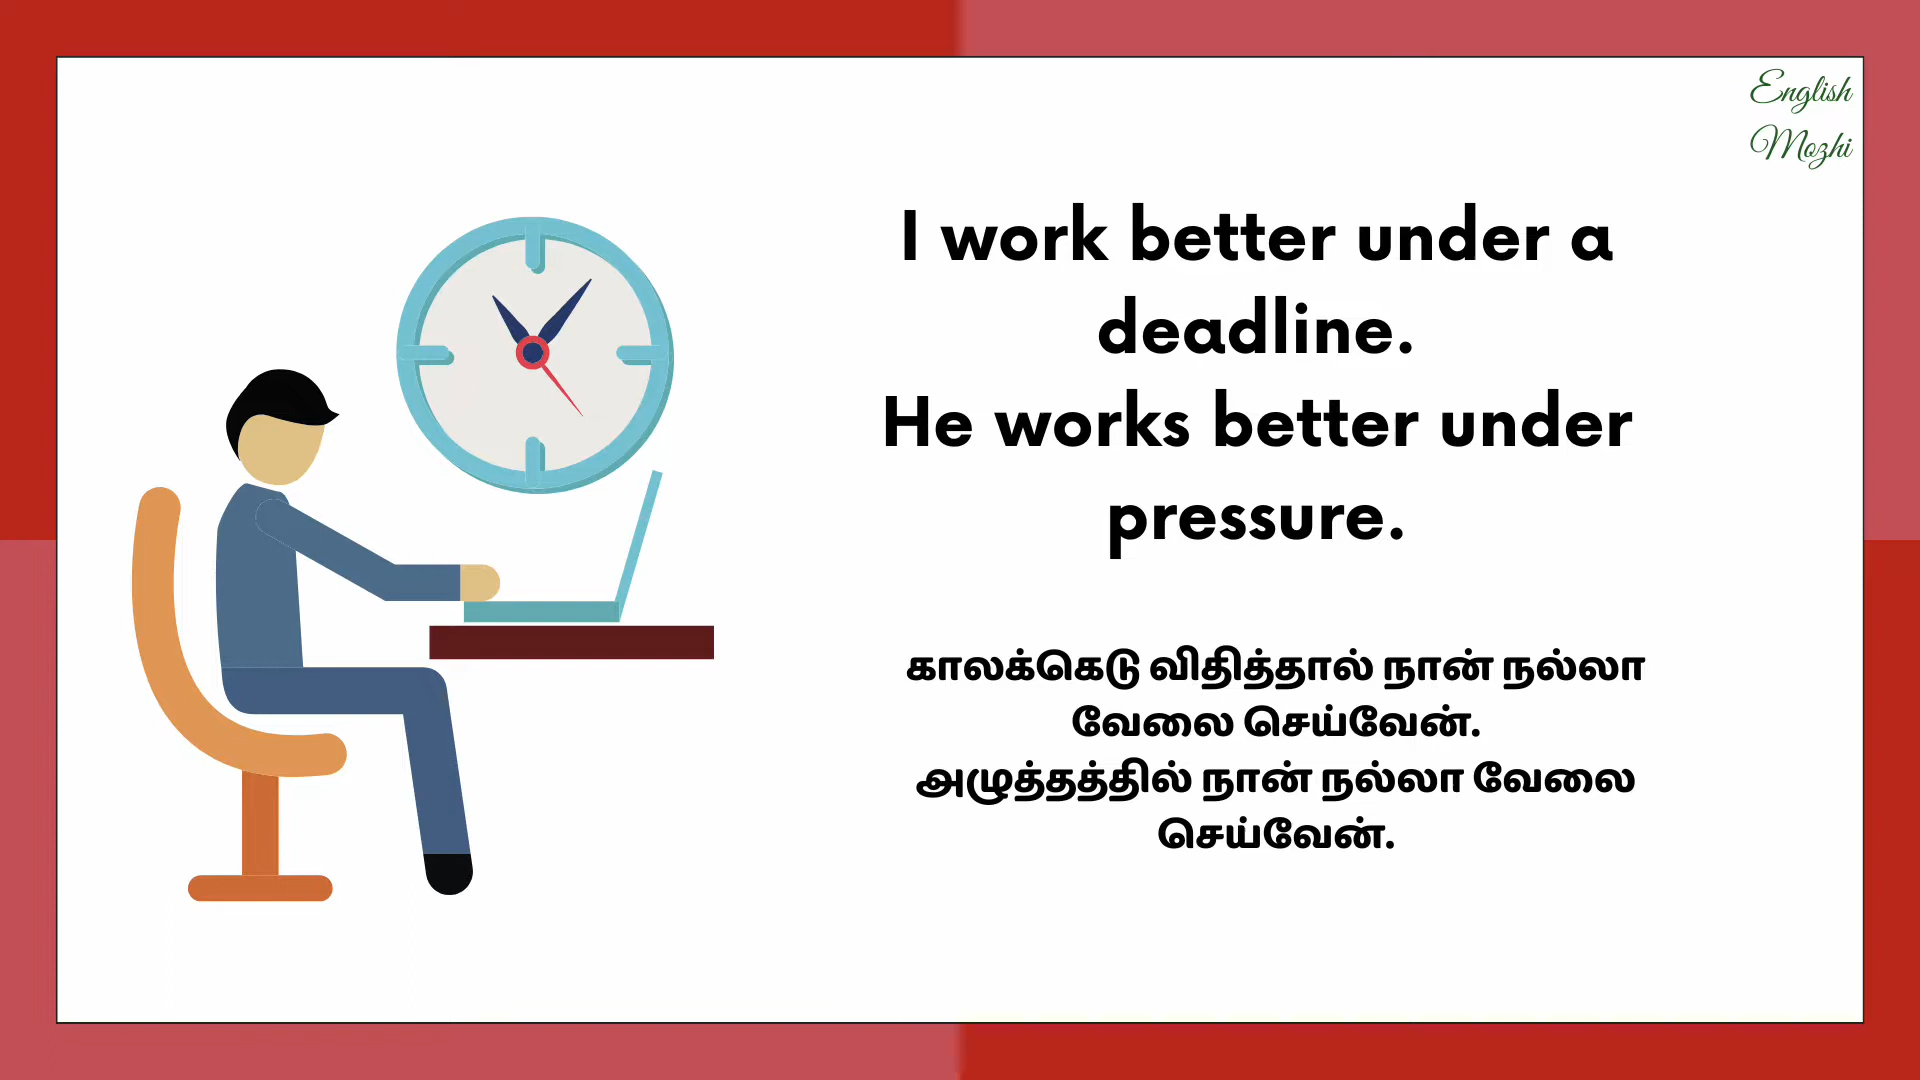 English
Mozhi
I work better under a
deadline.
He works better under
pressure.
காலக்கெடு விதித்தால் நான் நல்லா
வேலை செய்வேன்.
அழுத்தத்தில் நான் நல்லா வேலை
செய்வேன்.